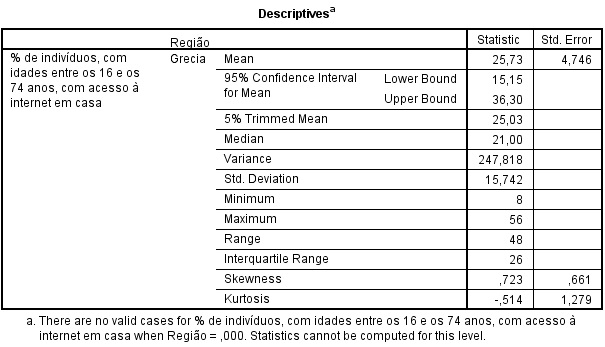 Descriptivesa
Região Statistic Std. Error
% de indivíduos, com idades entre os 16 e os 74 anos, com acesso à internet em casa Grecia Mean 25,73 4,746
95% Confidence Interval for Mean Lower Bound 15,15
Upper Bound 36,30
5% Trimmed Mean 25,03
Median 21,00
Variance 247,818
Std. Deviation 15,742
Minimum 8
Maximum 56
Range 48
Interquartile Range 26
Skewness ,723 ,661
Kurtosis -,514 1,279
a. There are no valid cases for % de indivíduos, com idades entre os 16 e os 74 anos, com acesso à
internet em casa when Região = ,000. Statistics cannot be computed for this level.